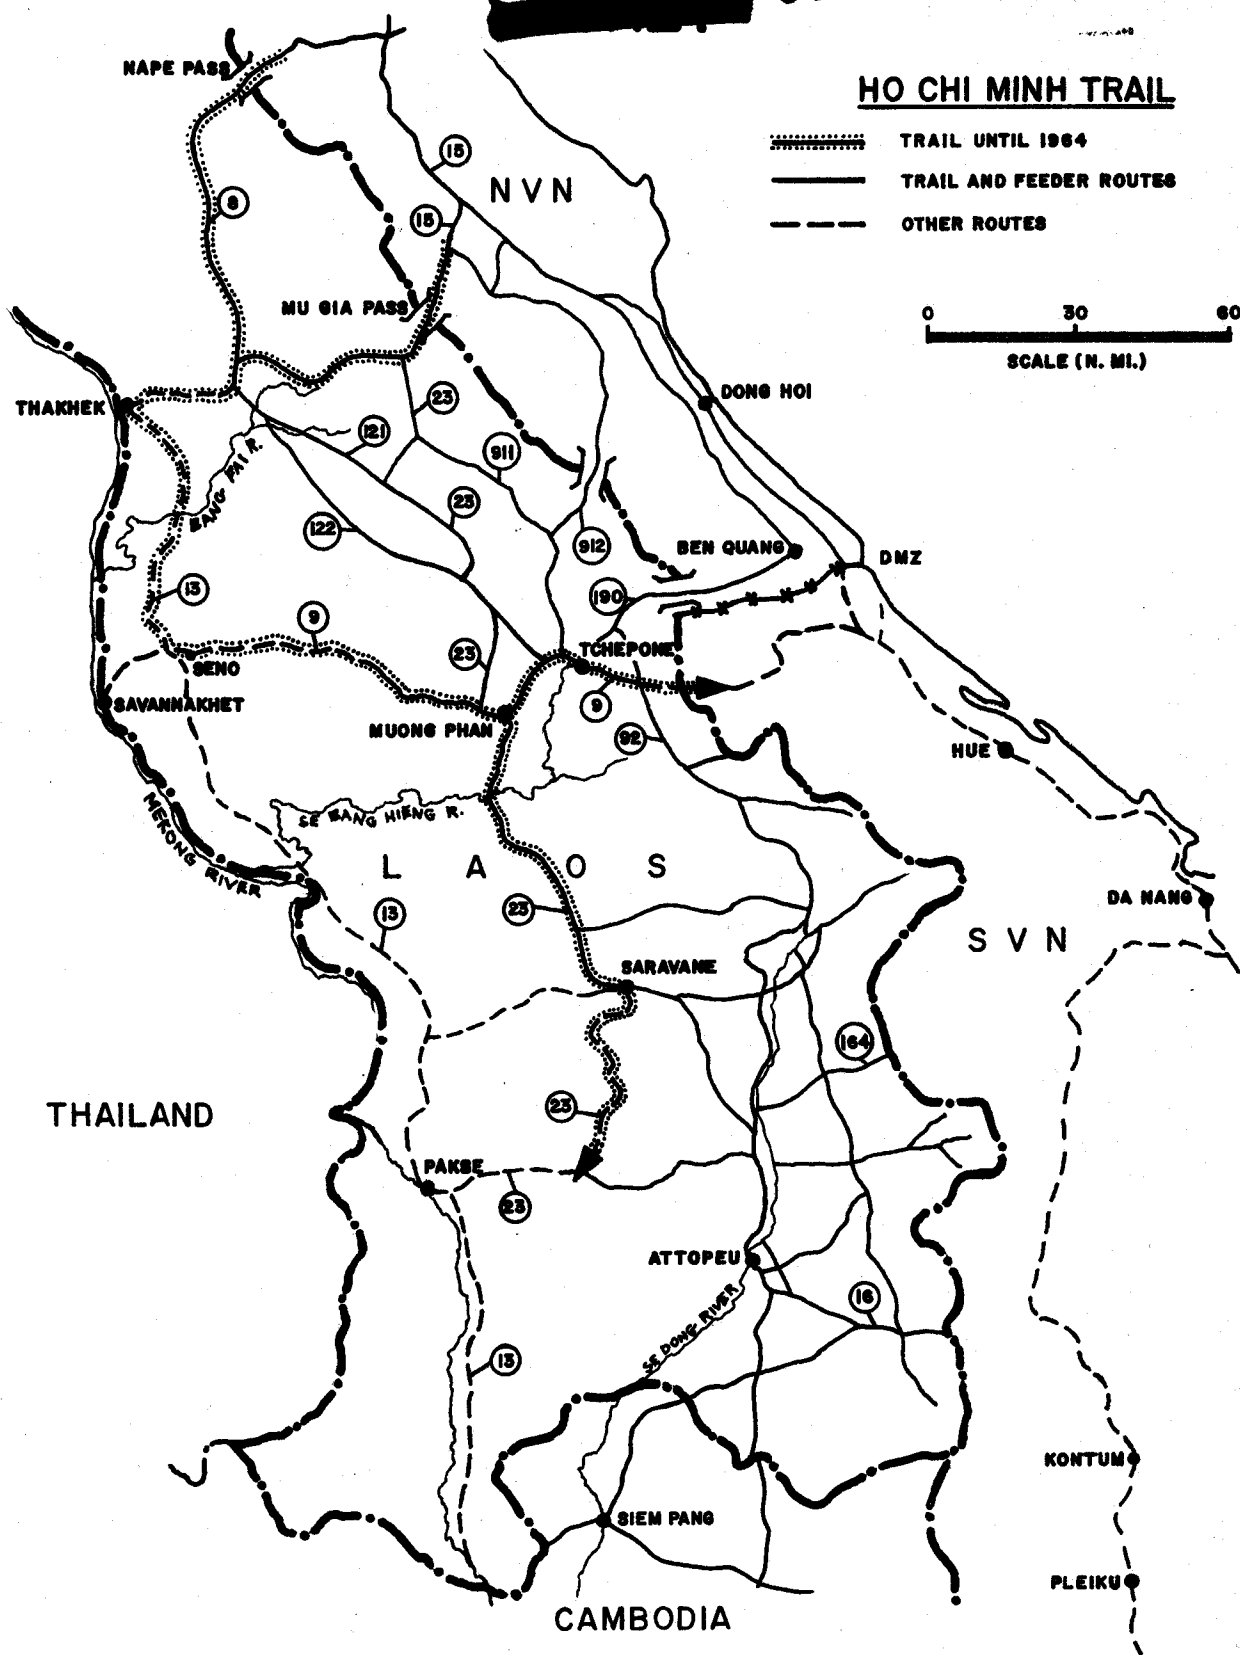 HO CHI MINH TRAIL
TRAIL UNTIL 1964
TRAIL AND FEEDER ROUTES
OTHER ROUTES
0 30 60
SCALE (N. MI.)
NAPE PASS
15
NVN
8
15
MU GIA PASS
DONG HOI
THAKHEK
23
121
911
BANG FAI R.
23
122
912
BEN QUANG
DMZ
13
190
9
TCHEPONE
23
SENO
SAVANNAKHET
9
MUONG PHAN
92
HUE
MEKONG RIVER
SE BANG HIENG R.
LAOS
DA NANG
13
23
SVN
SARAVANE
164
THAILAND
23
PAKSE
23
ATTOPEU
16
SE DONG RIVER
13
KONTUM
SIEM PANG
PLEIKU
CAMBODIA